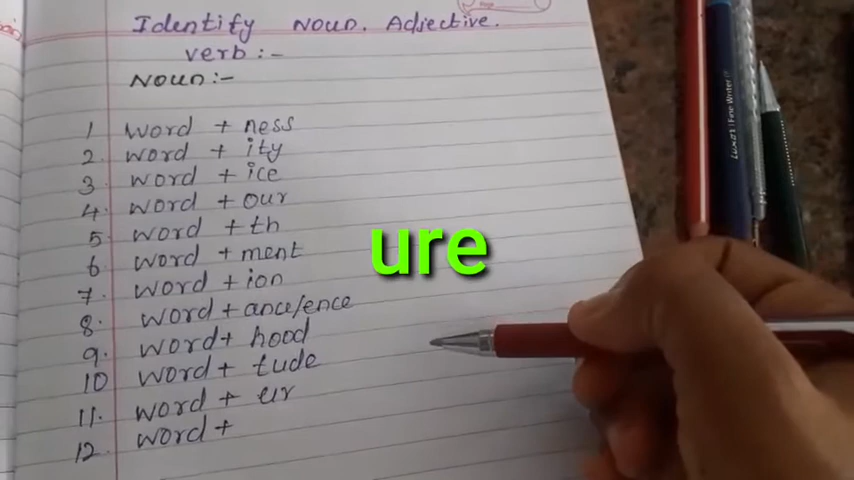 Identify Noun. Adjective.
verb :-
Noun:-
1 word + ness
2. word + ity
3. word + ice
4. word + our
5. word + th
6. word + ment
7. word + ion
8. word + ance/ence
9. word + hood
10 word + tude
11. word + eur
12. word +
ure